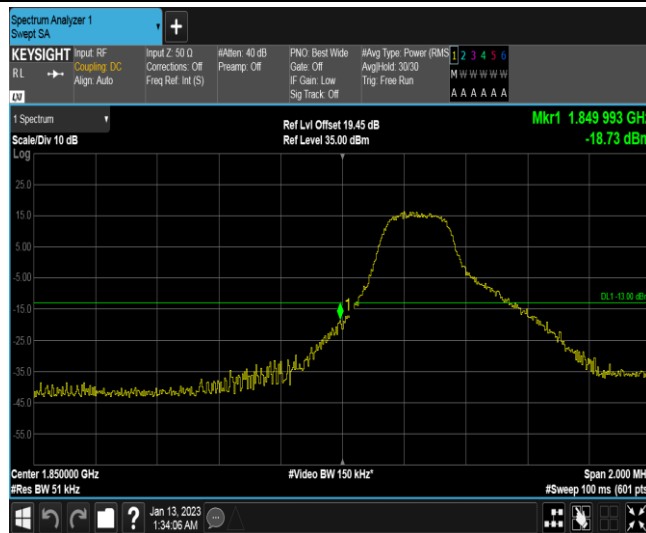 Spectrum Analyzer 1
Swept SA
+
KEYSIGHT
RL
LXI
Input: RF
Coupling: DC
Align: Auto
Input Z: 50 Ω
Corrections: Off
Freq Ref: Int (S)
#Atten: 40 dB
Preamp: Off
PNO: Best Wide
Gate: Off
IF Gain: Low
Sig Track: Off
#Avg Type: Power (RMS
Avg|Hold: 30/30
Trig: Free Run
1 2 3 4 5 6
M W W W W W
A A A A A A
1 Spectrum
Scale/Div 10 dB
Ref Lvl Offset 19.45 dB
Ref Level 35.00 dBm
Mkr1 1.849 993 GHz
-18.73 dBm
Log
25.0
15.0
5.00
-5.00
DL1 -13.00 dBm
1
-15.0
-25.0
-35.0
-45.0
-55.0
Center 1.850000 GHz
#Video BW 150 kHz*
Span 2.000 MH
#Res BW 51 kHz
#Sweep 100 ms (601 pts
?
Jan 13, 2023
1:34:06 AM